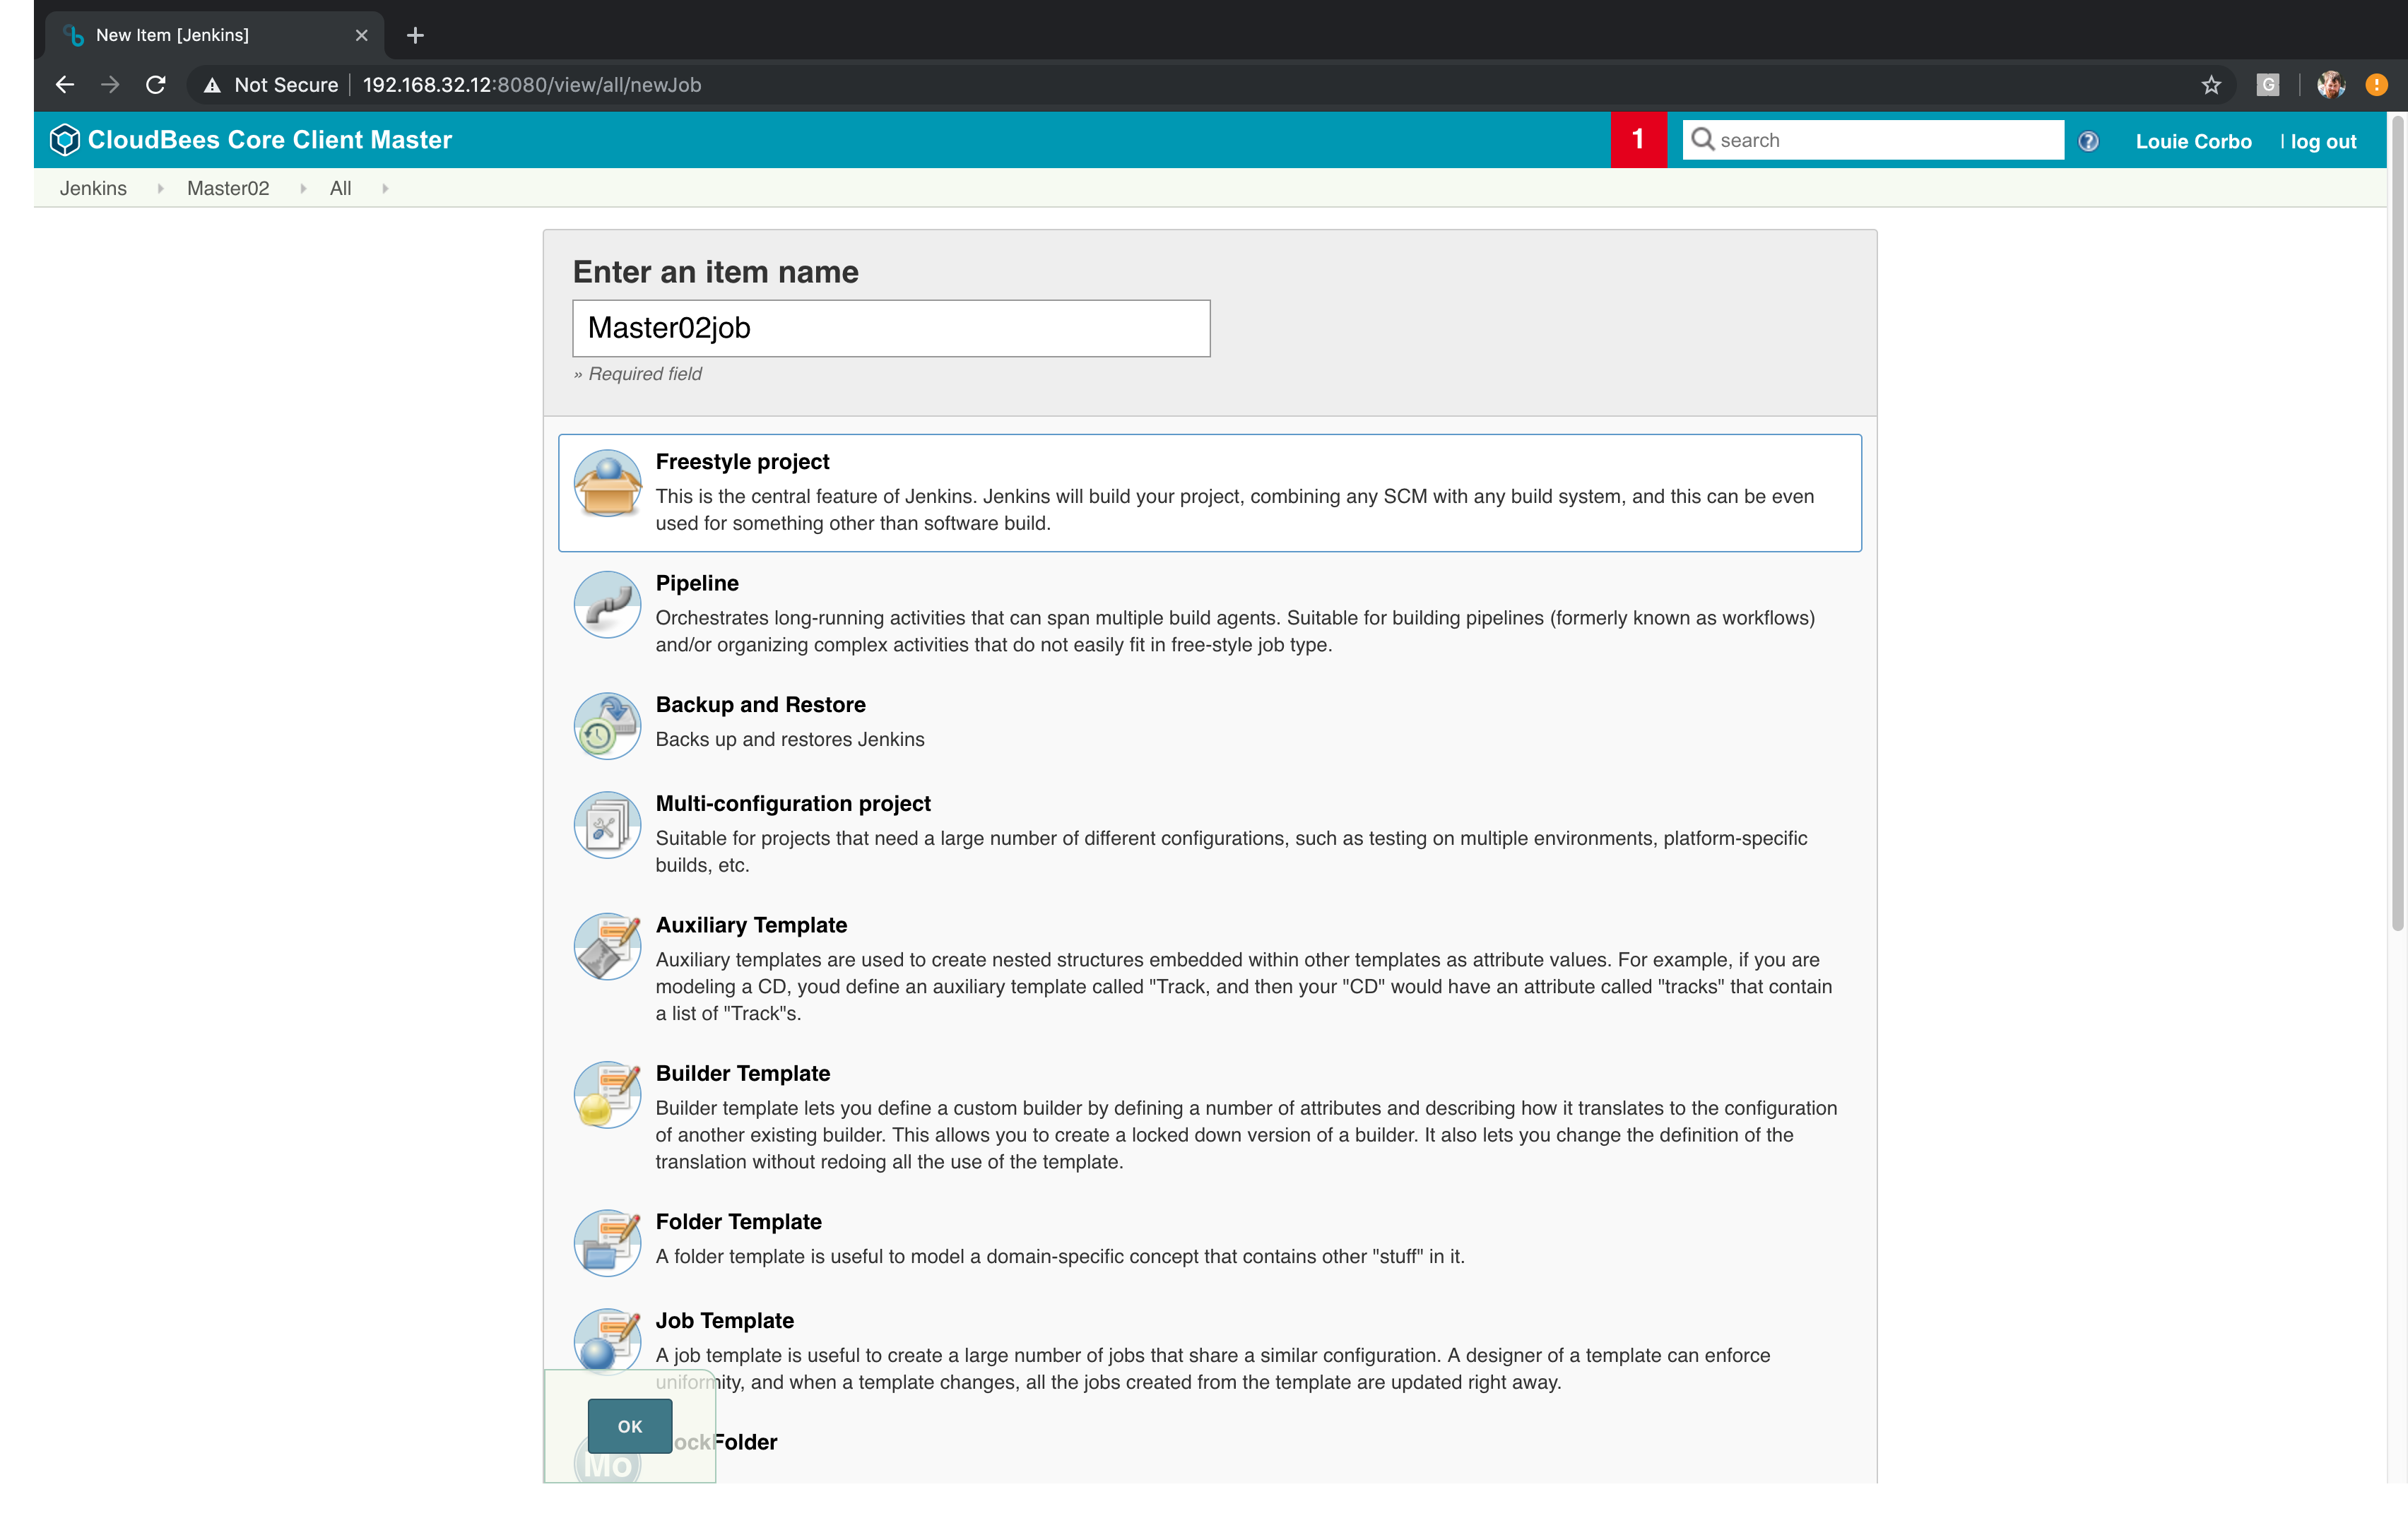 New Item [Jenkins]
Not Secure 192.168.32.12:8080/view/all/newJob
G
CloudBees Core Client Master
1
search
?
Louie Corbo
| log out
Jenkins
Master02
All
Enter an item name
Master02job
» Required field
Freestyle project
This is the central feature of Jenkins. Jenkins will build your project, combining any SCM with any build system, and this can be even
used for something other than software build.
Pipeline
Orchestrates long-running activities that can span multiple build agents. Suitable for building pipelines (formerly known as workflows)
and/or organizing complex activities that do not easily fit in free-style job type.
Backup and Restore
Backs up and restores Jenkins
Multi-configuration project
Suitable for projects that need a large number of different configurations, such as testing on multiple environments, platform-specific
builds, etc.
Auxiliary Template
Auxiliary templates are used to create nested structures embedded within other templates as attribute values. For example, if you are
modeling a CD, youd define an auxiliary template called "Track, and then your "CD" would have an attribute called "tracks" that contain
a list of "Track"s.
Builder Template
Builder template lets you define a custom builder by defining a number of attributes and describing how it translates to the configuration
of another existing builder. This allows you to create a locked down version of a builder. It also lets you change the definition of the
translation without redoing all the use of the template.
Folder Template
A folder template is useful to model a domain-specific concept that contains other "stuff" in it.
Job Template
A job template is useful to create a large number of jobs that share a similar configuration. A designer of a template can enforce
uniformity, and when a template changes, all the jobs created from the template are updated right away.
OK
ockFolder
Mo